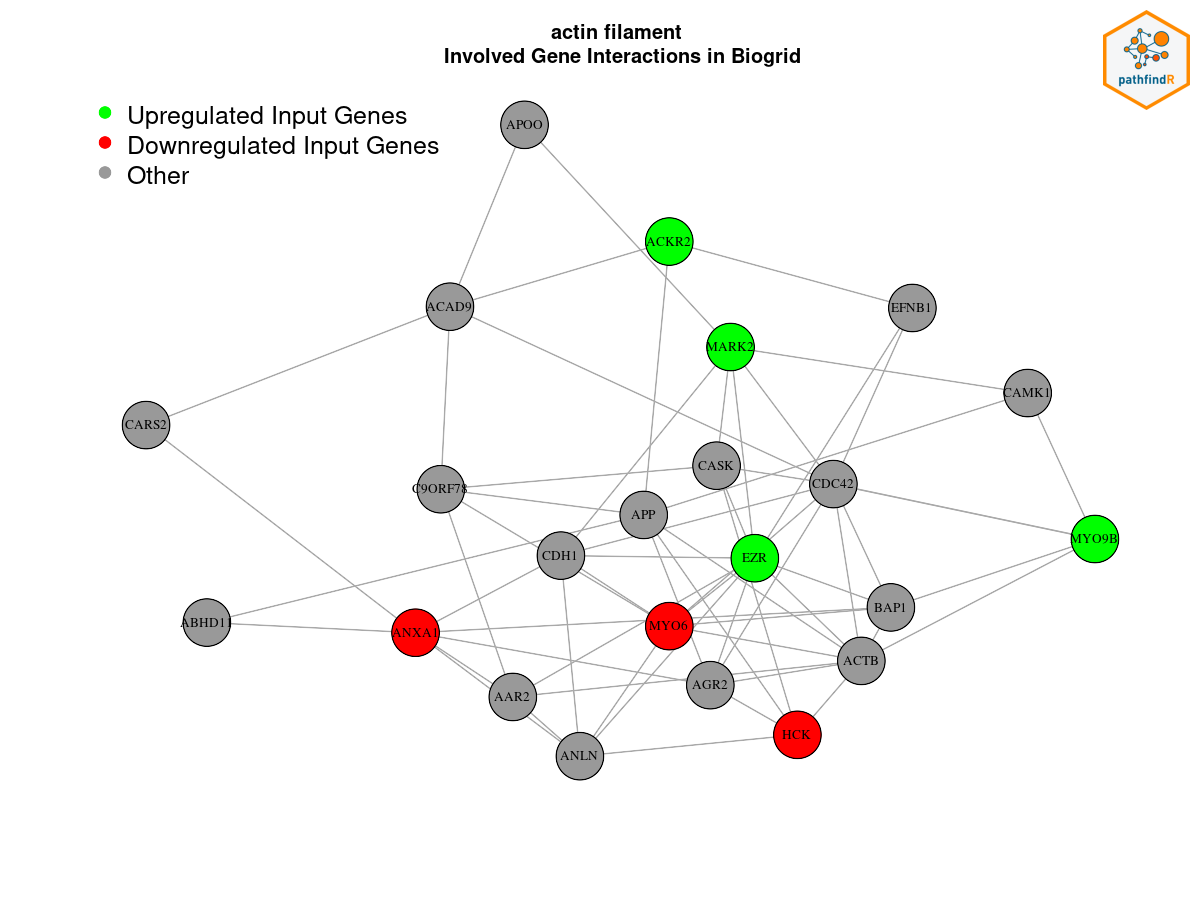 actin filament
Involved Gene Interactions in Biogrid
pathfindR
Upregulated Input Genes
Downregulated Input Genes
Other
APOO
ACKR2
ACAD9
EFNB1
MARK2
CAMK1
CARS2
CASK
CDC42
C9ORF78
APP
MYO9B
CDH1
EZR
BAP1
ABHD11
MYO6
ANXA1
ACTB
AGR2
AAR2
HCK
ANLN